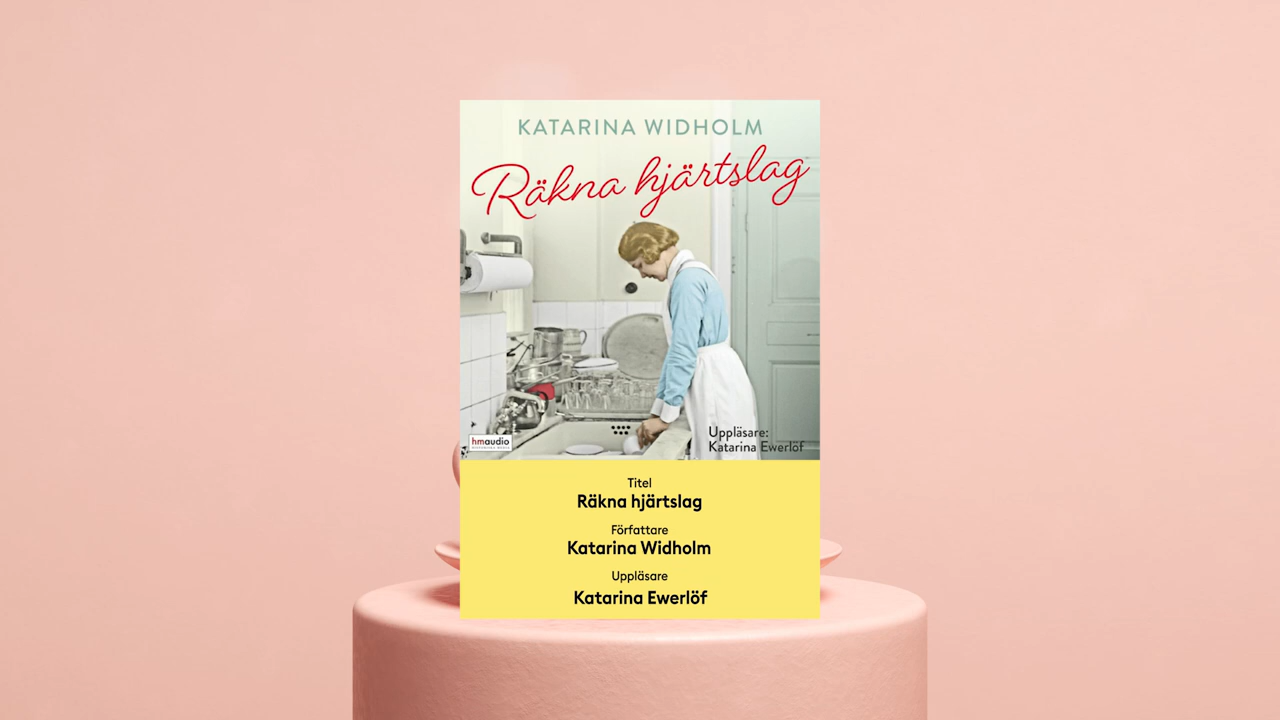 KATARINA WIDHOLM
Räkna hjärtslag
hmaudio
Uppläsare:
Katarina Ewerlöf
Titel
Räkna hjärtslag
Författare
Katarina Widholm
Uppläsare
Katarina Ewerlöf